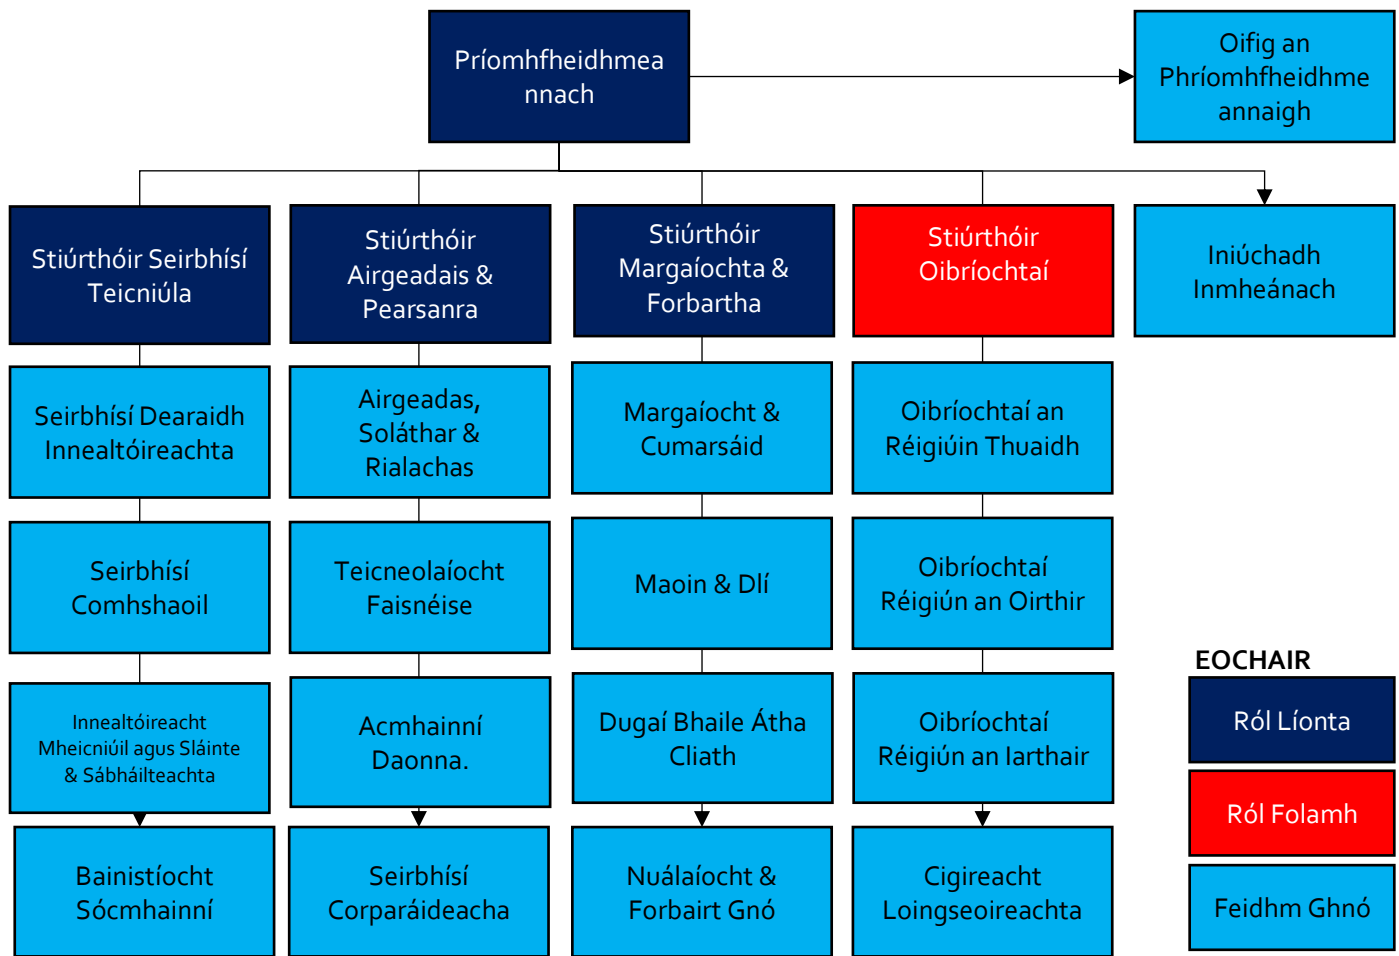 Príomhfheidhmea
nnach
Oifig an
Phríomhfheidhme
annaigh
Stiúrthóir Seirbhísí
Teicniúla
Stiúrthóir
Airgeadais &
Pearsanra
Stiúrthóir
Margaíochta &
Forbartha
Stiúrthóir
Oibríochtaí
Iniúchadh
Inmheánach
Seirbhísí Dearaidh
Innealtóireachta
Airgeadas,
Soláthar &
Rialachas
Margaíocht &
Cumarsáid
Oibríochtaí an
Réigiúin Thuaidh
Seirbhísí
Comhshaoil
Teicneolaíocht
Faisnéise
Maoin & Dlí
Oibríochtaí
Réigiún an Oirthir
Innealtóireacht
Mheicniúil agus Sláinte
& Sábháilteachta
Acmhainní
Daonna.
Dugaí Bhaile Átha
Cliath
Oibríochtaí
Réigiún an Iarthair
Bainistíocht
Sócmhainní
Seirbhísí
Corparáideacha
Nuálaíocht &
Forbairt Gnó
Cigireacht
Loingseoireachta
EOCHAIR
Ról Líonta
Ról Folamh
Feidhm Ghnó